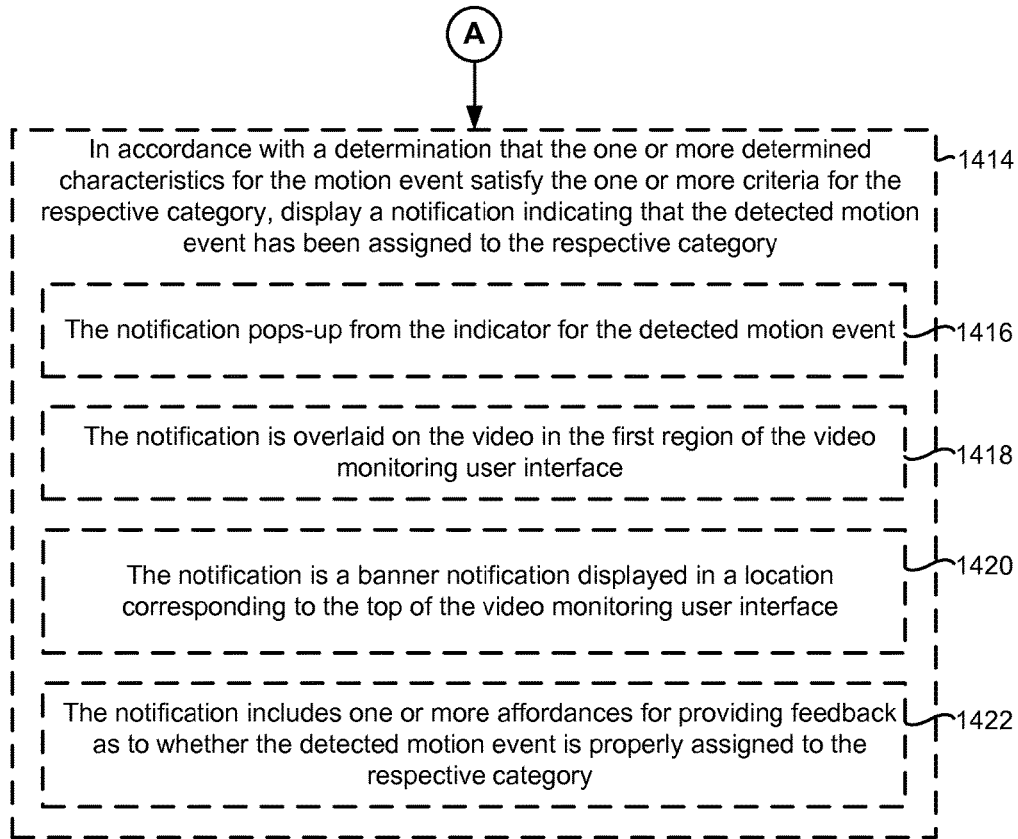 A
In accordance with a determination that the one or more determined
characteristics for the motion event satisfy the one or more criteria for the
respective category, display a notification indicating that the detected motion
event has been assigned to the respective category
1414
The notification pops-up from the indicator for the detected motion event
1416
The notification is overlaid on the video in the first region of the video
monitoring user interface
1418
The notification is a banner notification displayed in a location
corresponding to the top of the video monitoring user interface
1420
The notification includes one or more affordances for providing feedback
as to whether the detected motion event is properly assigned to the
respective category
1422